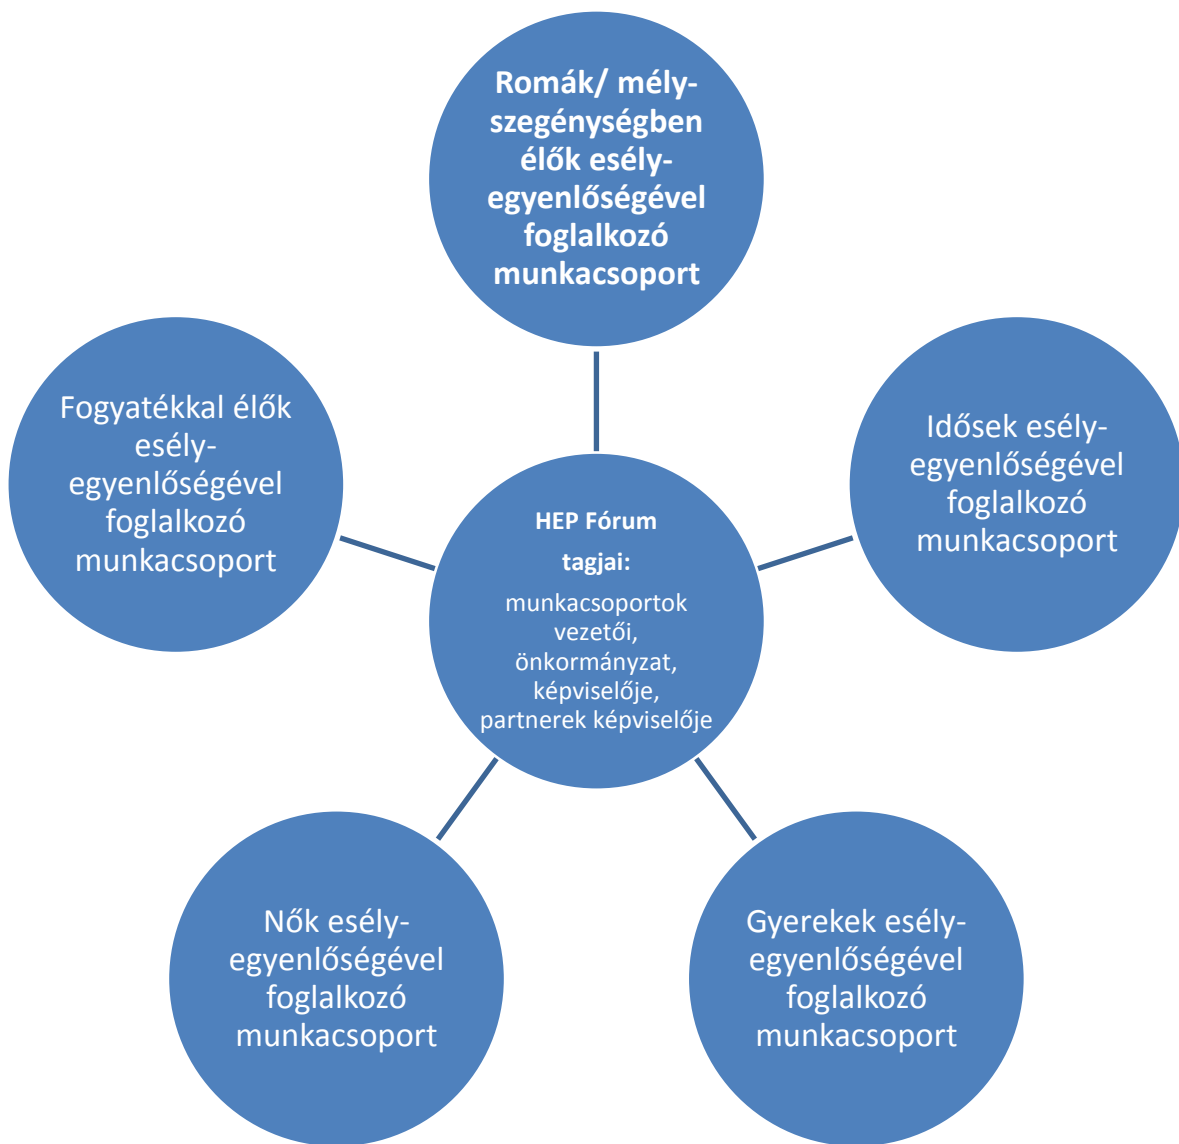 Romák/ mély-
szegénységben
élők esély-
egyenlőségével
foglalkozó
munkacsoport
Fogyatékkal élők
esély-
egyenlőségével
foglalkozó
munkacsoport
Idősek esély-
egyenlőségével
foglalkozó
munkacsoport
HEP Fórum
tagjai:
munkacsoportok
vezetői,
önkormányzat,
képviselője,
partnerek képviselője
Nők esély-
egyenlőségével
foglalkozó
munkacsoport
Gyerekek esély-
egyenlőségével
foglalkozó
munkacsoport